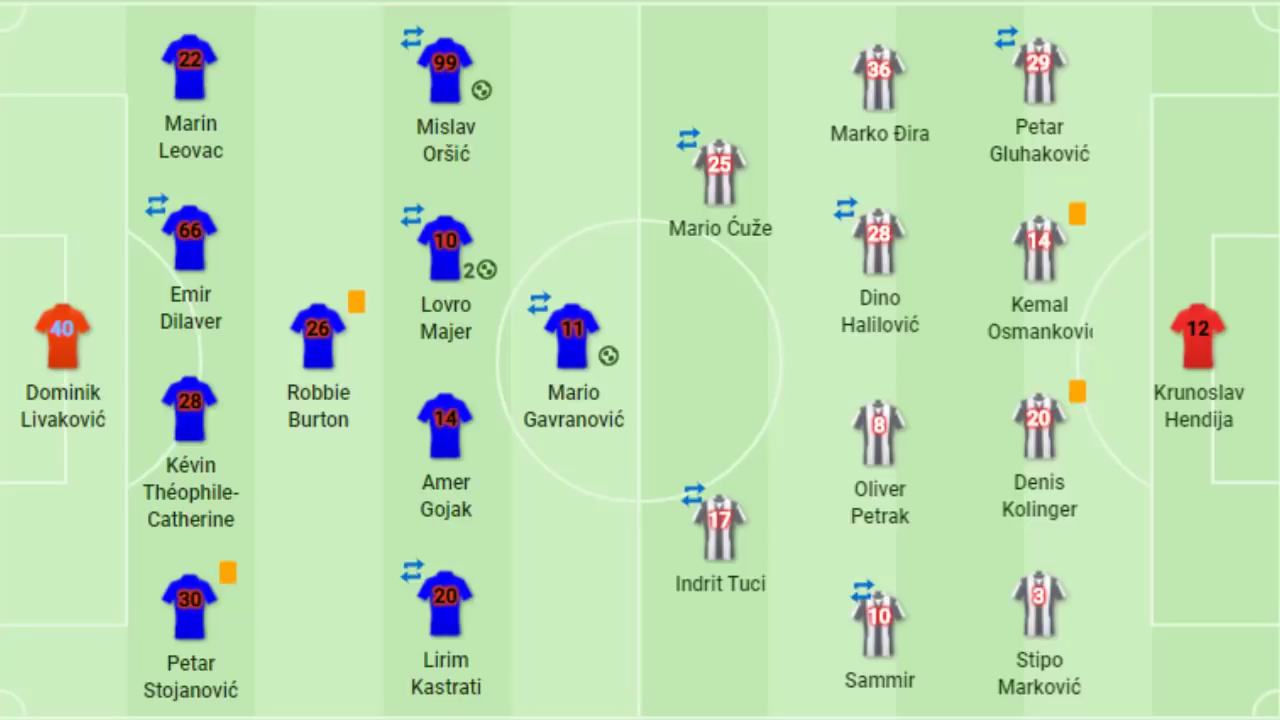 40
Dominik
Livaković
22
Marin
Leovac
66
Emir
Dilaver
28
Kévin
Théophile-
Catherine
30
Petar
Stojanović
26
Robbie
Burton
99
Mislav
Oršić
10
2
Lovro
Majer
14
Amer
Gojak
20
Lirim
Kastrati
11
Mario
Gavranović
25
Mario Ćuže
17
Indrit Tuci
36
Marko Đira
28
Dino
Halilović
8
Oliver
Petrak
10
Sammir
29
Petar
Gluhaković
14
Kemal
Osmanković
20
Denis
Kolinger
3
Stipo
Marković
12
Krunoslav
Hendija